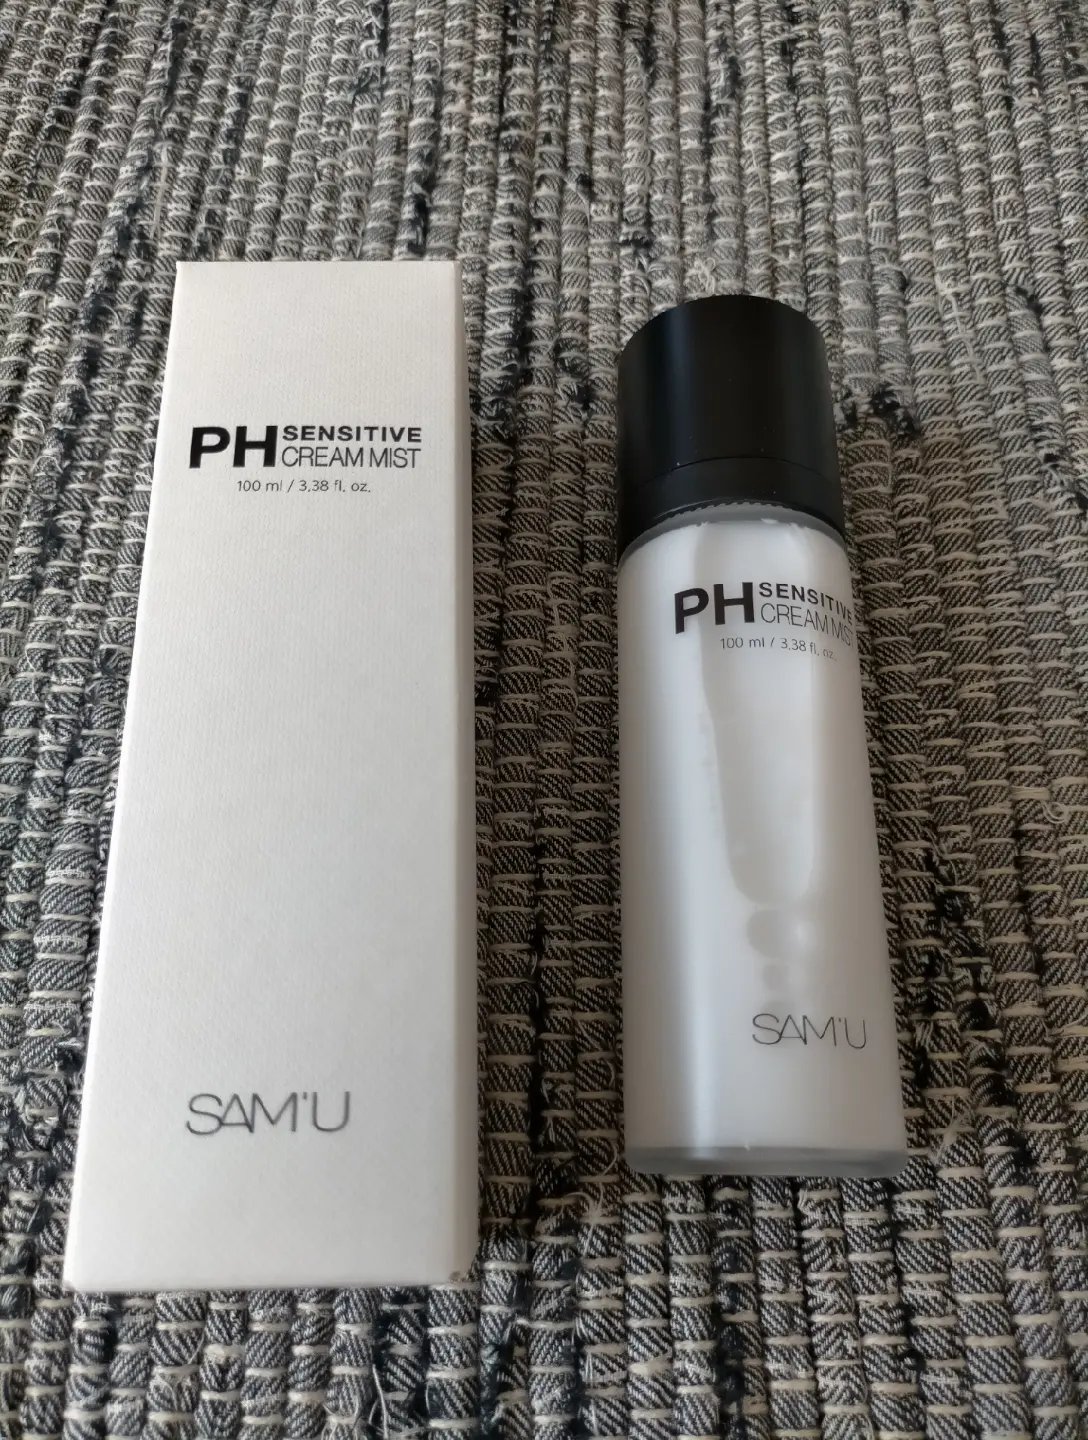 PH SENSITIVE
CREAM MIST
100 ml / 3.38 fl. oz.
SAM'U
PH SENSITIVE
CREAM MIST
100 ml / 3.38 fl. oz.
SAM'U